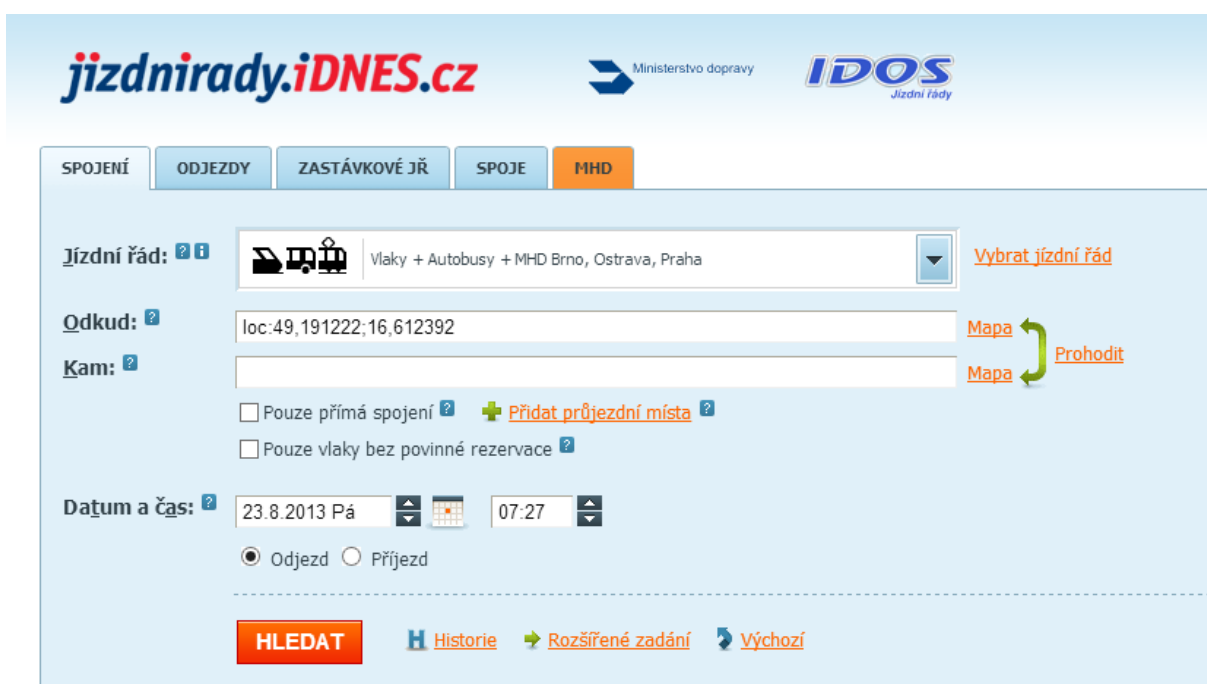 jizdnirady.iDNES.cz
Ministerstvo dopravy
IDOS
Jízdní řády
SPOJENÍ ODJEZDY ZASTÁVKOVÉ JŘ SPOJE MHD
Jízdní řád: ? i Vlaky + Autobusy + MHD Brno, Ostrava, Praha Vybrat jízdní řád
Odkud: ? loc:49,191222;16,612392 Mapa
Prohodit
Kam: ? Mapa
Pouze přímá spojení ? Přidat průjezdní místa ?
Pouze vlaky bez povinné rezervace ?
Datum a čas: ? 23.8.2013 Pá 07:27
Odjezd Příjezd
HLEDAT H Historie Rozšířené zadání Výchozí